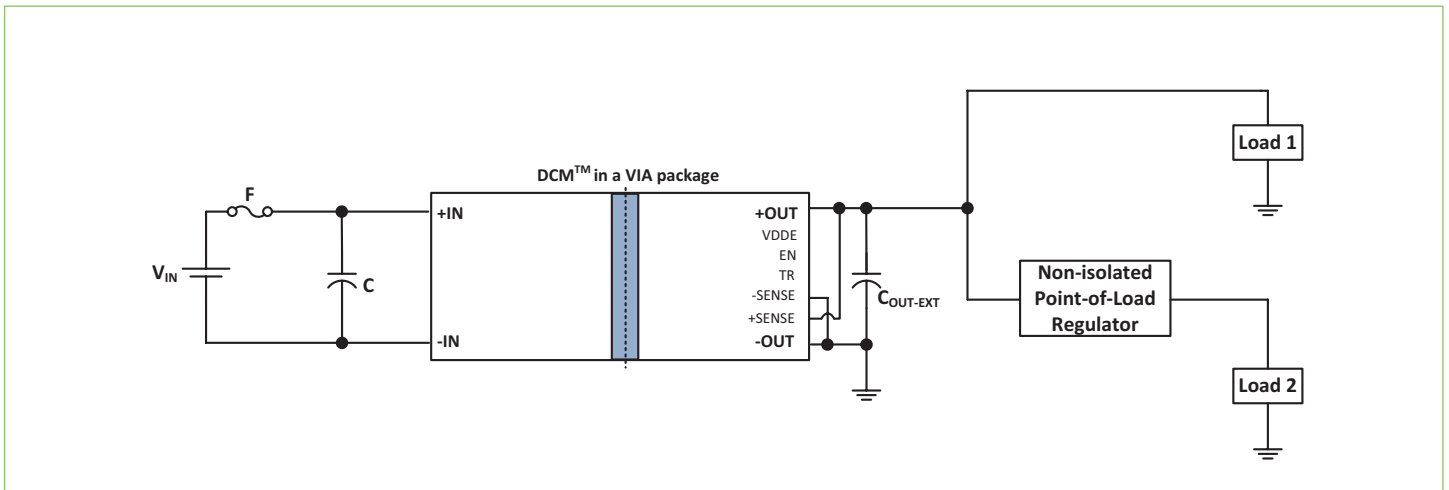 DCM™ in a VIA package
F
VIN
C
+IN
-IN
+OUT
VDDE
EN
TR
-SENSE
+SENSE
-OUT
COUT-EXT
Load 1
Non-isolated
Point-of-Load
Regulator
Load 2